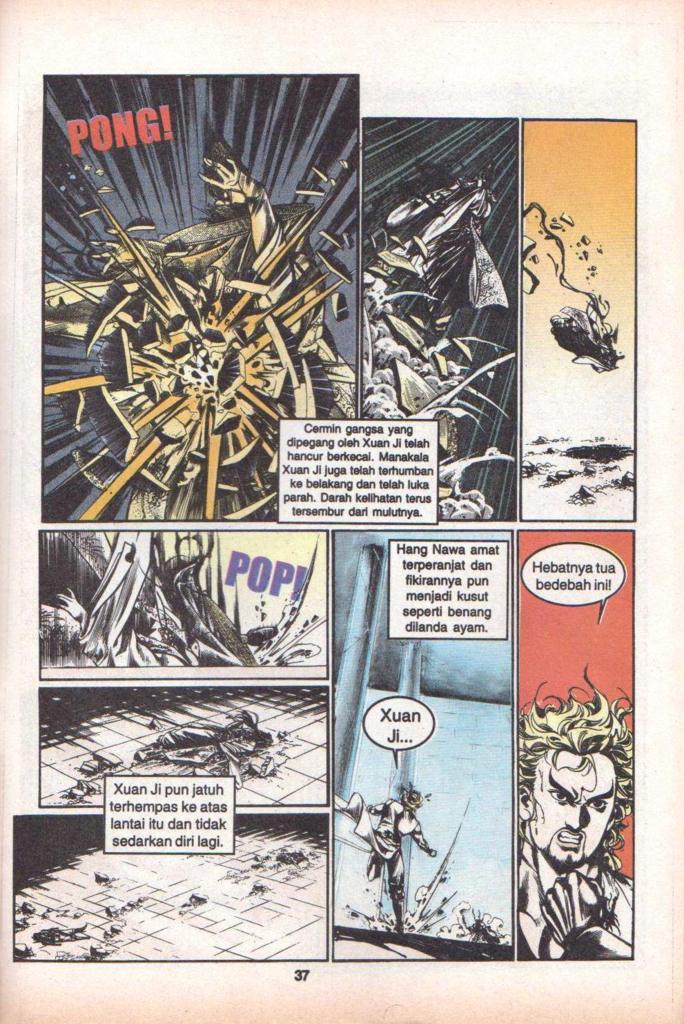 PONG!
Cermin gangsa yang
dipegang oleh Xuan Ji telah
hancur berkecai. Manakala
Xuan Ji juga telah terhumban
ke belakang dan telah luka
parah. Darah kelihatan terus
tersembur dari mulutnya.
POP!
Xuan Ji pun jatuh
terhempas ke atas
lantai itu dan tidak
sedarkan diri lagi.
Hang Nawa amat
terperanjat dan
fikirannya pun
menjadi kusut
seperti benang
dilanda ayam.
Xuan
Ji...
Hebatnya tua
bedebah ini!
37